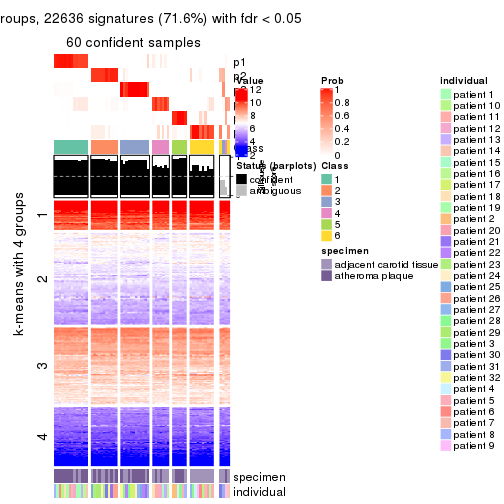 roups, 22636 signatures (71.6%) with fdr < 0.05
60 confident samples
p1
p2
Value
12
10
8
6
4
2
Prob
1
0.8
0.6
0.4
0.2
0
Status (barplots)
confident
ambiguous
Class
1
2
3
4
5
6
specimen
adjacent carotid tissue
atheroma plaque
individual
patient 1
patient 10
patient 11
patient 12
patient 13
patient 14
patient 15
patient 16
patient 17
patient 18
patient 19
patient 2
patient 20
patient 21
patient 22
patient 23
patient 24
patient 25
patient 26
patient 27
patient 28
patient 29
patient 3
patient 30
patient 31
patient 32
patient 4
patient 5
patient 6
patient 7
patient 8
patient 9
k-means with 4 groups
1
2
3
4
specimen
individual